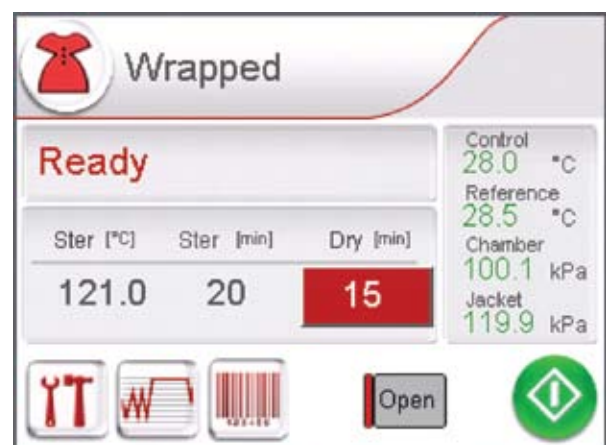 Wrapped
Ready
Ster [°C] Ster [min] Dry [min]
121.0 20 15
Control
28.0 °C
Reference
28.5 °C
Chamber
100.1 kPa
Jacket
119.9 kPa
Open